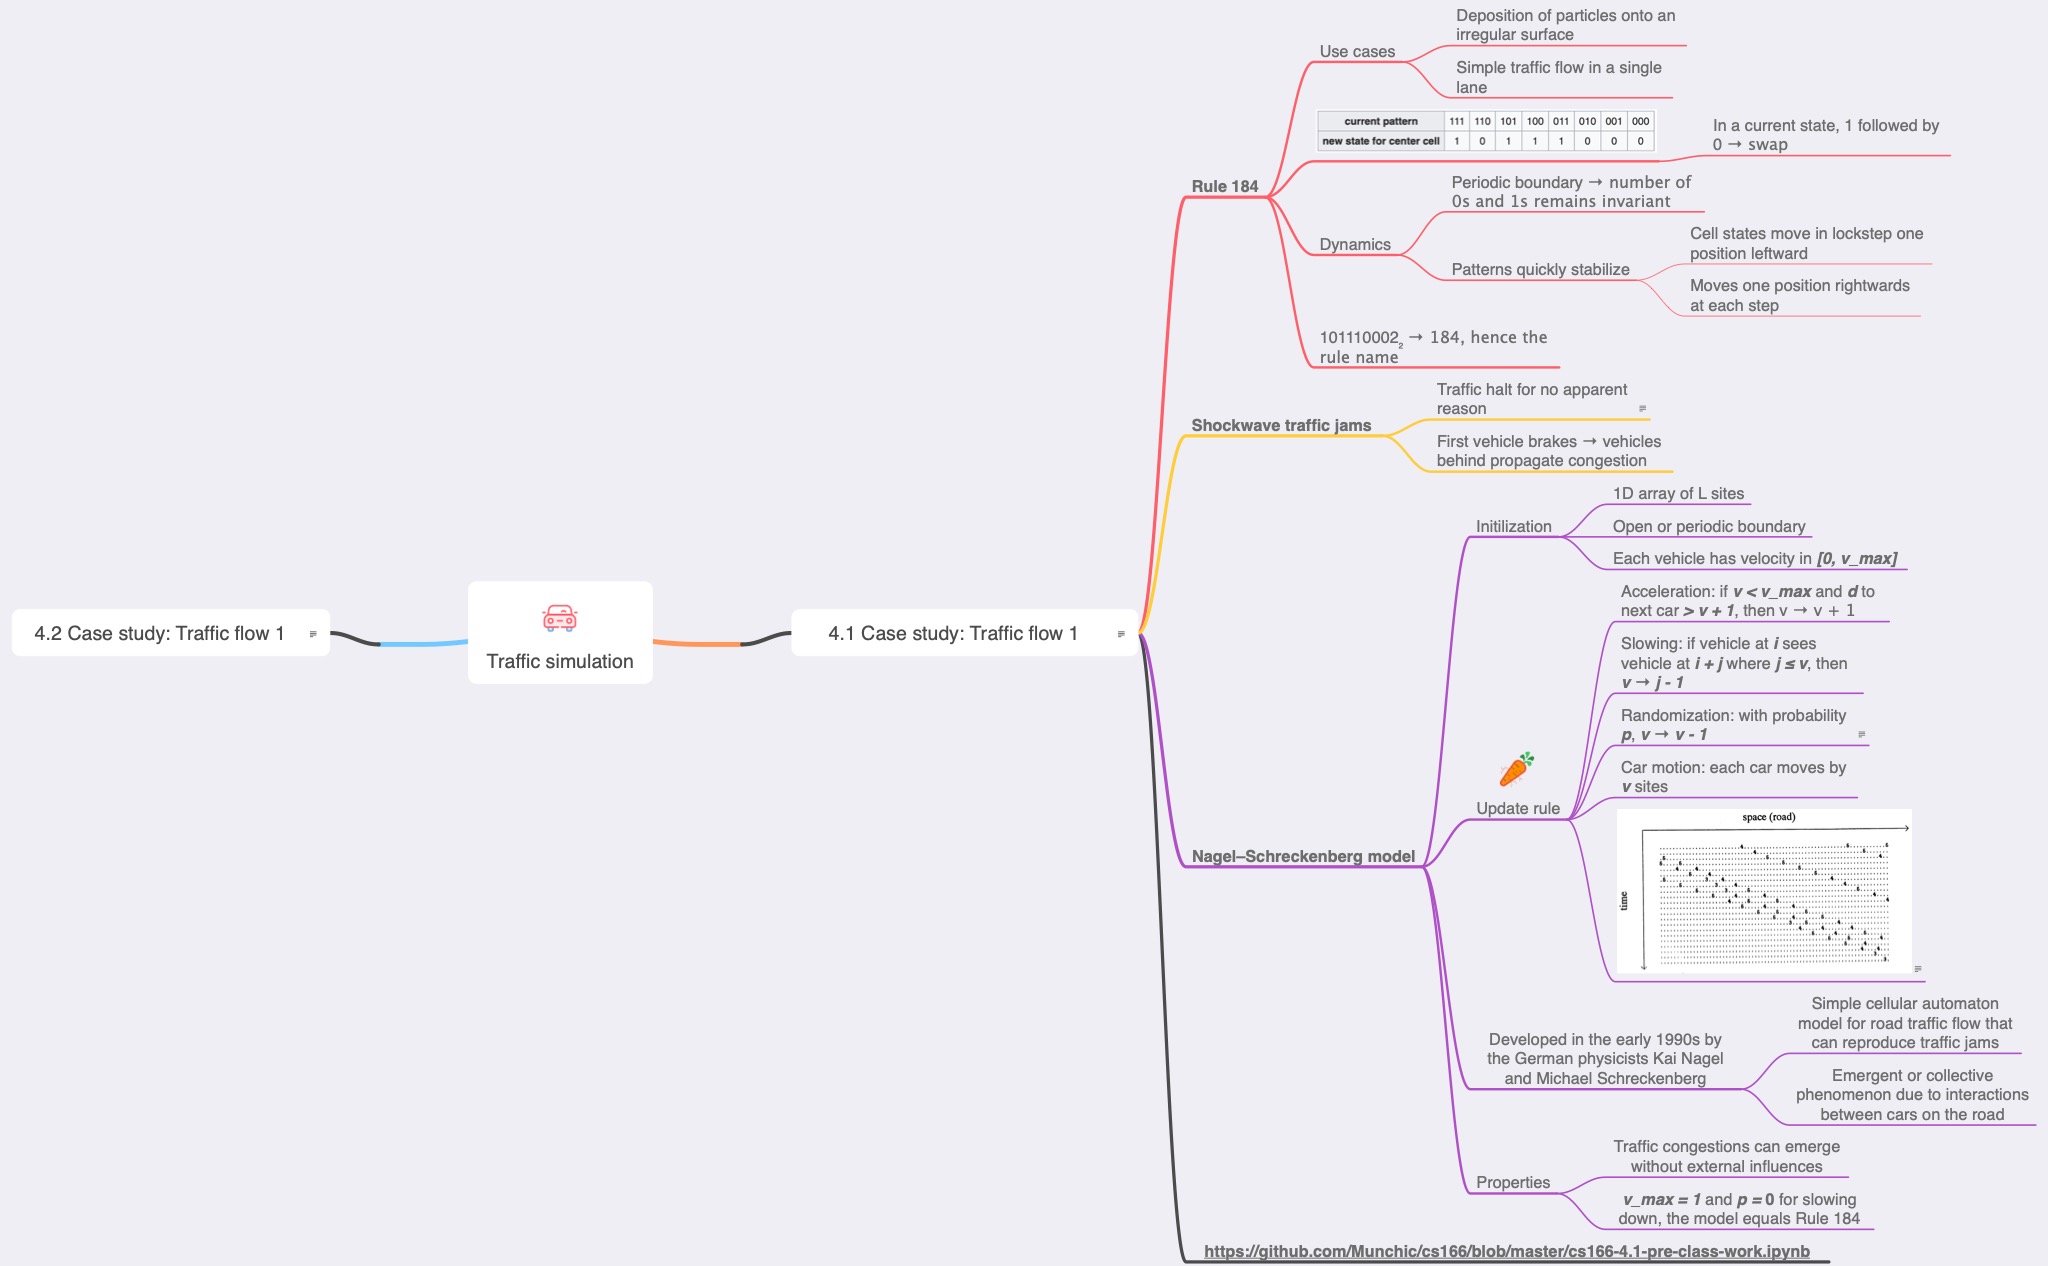 4.2 Case study: Traffic flow 1
Traffic simulation
4.1 Case study: Traffic flow 1
Rule 184
Use cases
Deposition of particles onto an
irregular surface
Simple traffic flow in a single
lane
current pattern 111 110 101 100 011 010 001 000
new state for center cell 1 0 1 1 1 0 0 0
In a current state, 1 followed by
0 → swap
Dynamics
Periodic boundary → number of
0s and 1s remains invariant
Patterns quickly stabilize
Cell states move in lockstep one
position leftward
Moves one position rightwards
at each step
101110002₂ → 184, hence the
rule name
Shockwave traffic jams
Traffic halt for no apparent
reason
First vehicle brakes → vehicles
behind propagate congestion
Nagel–Schreckenberg model
Initilization
1D array of L sites
Open or periodic boundary
Each vehicle has velocity in [0, v_max]
Update rule
Acceleration: if v < v_max and d to
next car > v + 1, then v → v + 1
Slowing: if vehicle at i sees
vehicle at i + j where j ≤ v, then
v → j - 1
Randomization: with probability
p, v → v - 1
Car motion: each car moves by
v sites
space (road)
time
Developed in the early 1990s by
the German physicists Kai Nagel
and Michael Schreckenberg
Simple cellular automaton
model for road traffic flow that
can reproduce traffic jams
Emergent or collective
phenomenon due to interactions
between cars on the road
Properties
Traffic congestions can emerge
without external influences
v_max = 1 and p = 0 for slowing
down, the model equals Rule 184
https://github.com/Munchic/cs166/blob/master/cs166-4.1-pre-class-work.ipynb